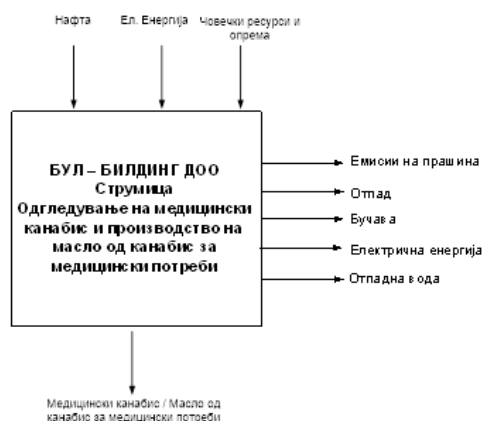 Нафта
Ел. Енергија
Човечки ресурси и
опрема
БУЛ – БИЛДИНГ ДОО
Струмица
Одгледување на медицински
канабис и производство на
масло од канабис за
медицински потреби
Емисии на прашина
Отпад
Бучава
Електрична енергија
Отпадна вода
Медицински канабис / Масло од
канабис за медицински потреби